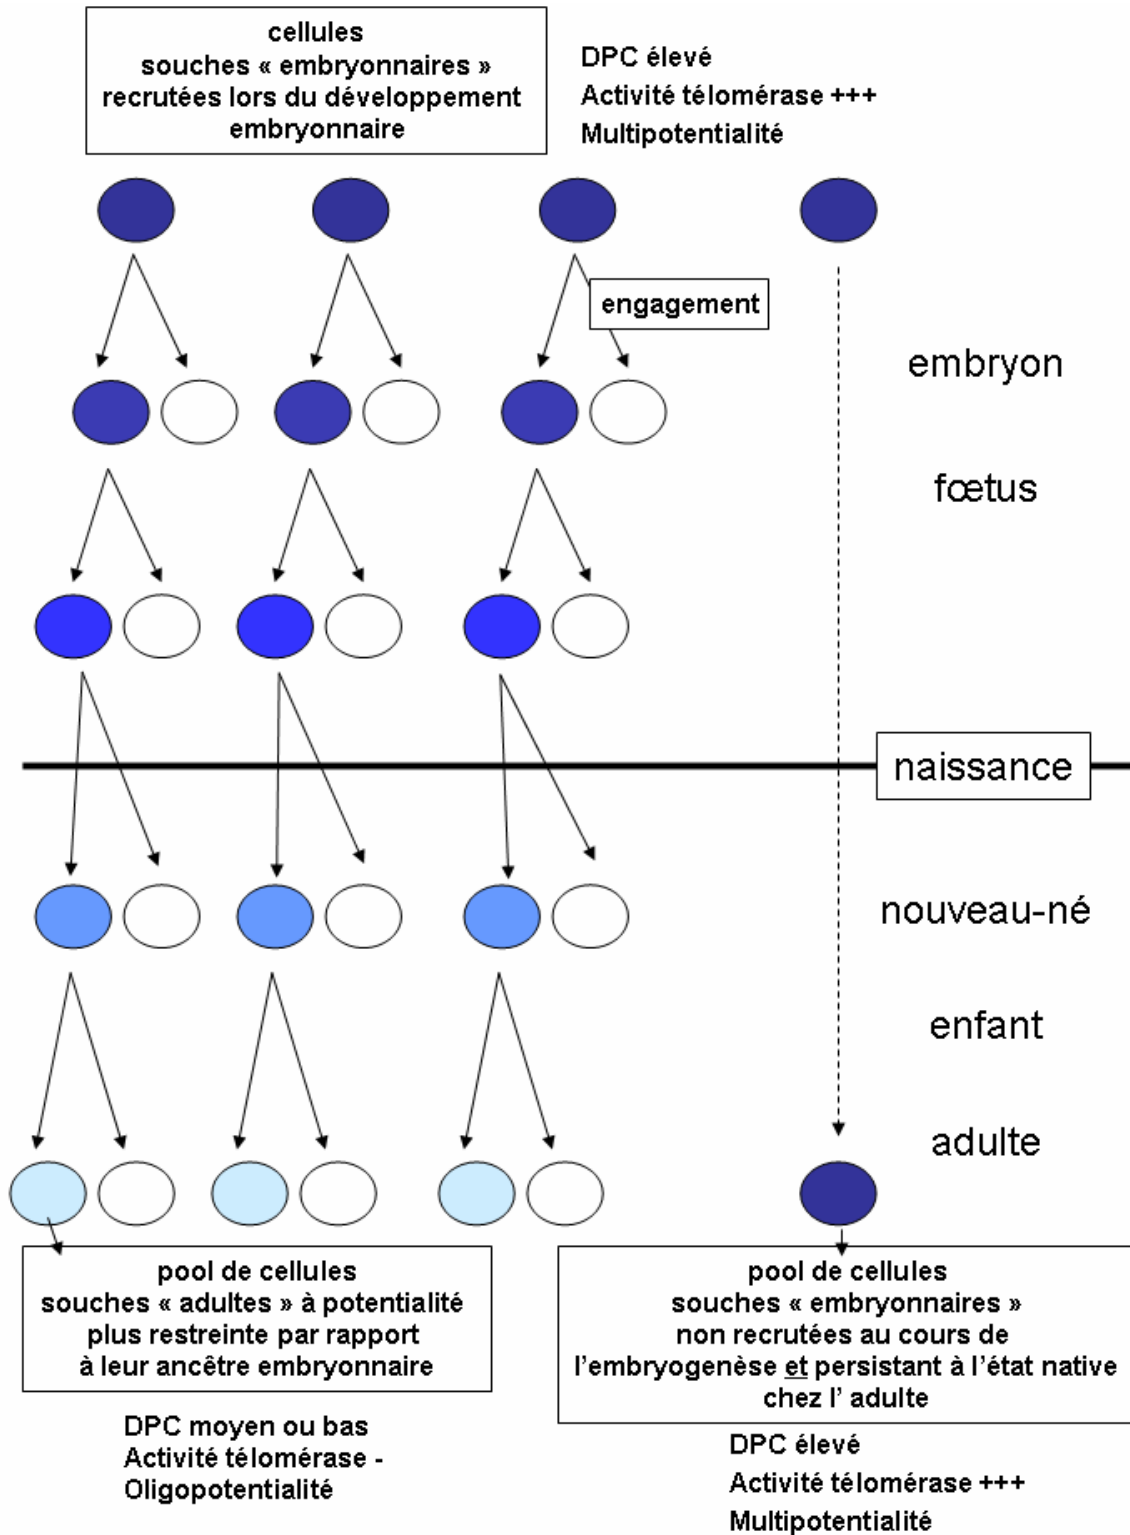 cellules
souches « embryonnaires »
recrutées lors du développement
embryonnaire
DPC élevé
Activité télomérase +++
Multipotentialité
engagement
embryon
fœtus
naissance
nouveau-né
enfant
adulte
pool de cellules
souches « adultes » à potentialité
plus restreinte par rapport
à leur ancêtre embryonnaire
DPC moyen ou bas
Activité télomérase -
Oligopotentialité
pool de cellules
souches « embryonnaires »
non recrutées au cours de
l'embryogenèse et persistant à l'état native
chez l' adulte
DPC élevé
Activité télomérase +++
Multipotentialité